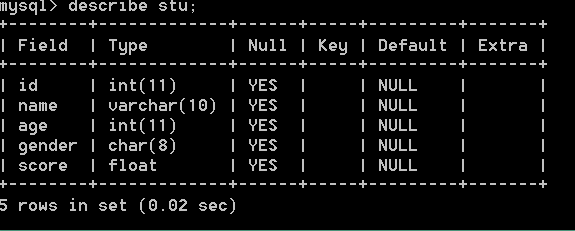 mysql> describe stu;
+--------+-------------+------+-----+---------+-------+
| Field  | Type        | Null | Key | Default | Extra |
+--------+-------------+------+-----+---------+-------+
| id     | int(11)     | YES  |     | NULL    |       |
| name   | varchar(10) | YES  |     | NULL    |       |
| age    | int(11)     | YES  |     | NULL    |       |
| gender | char(8)     | YES  |     | NULL    |       |
| score  | float       | YES  |     | NULL    |       |
+--------+-------------+------+-----+---------+-------+
5 rows in set (0.02 sec)